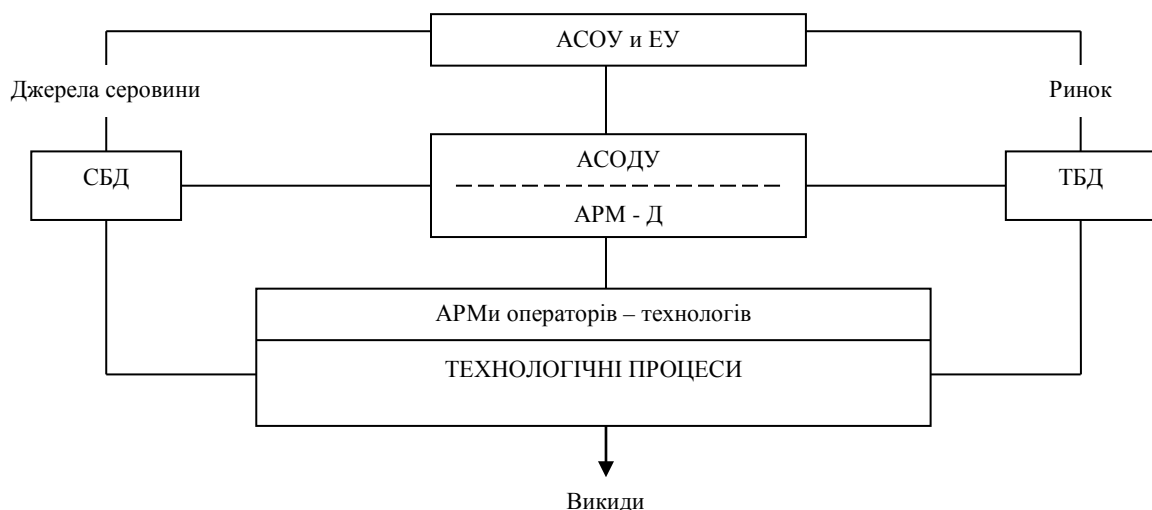 АСОУ и ЕУ
Джерела серовини
Ринок
СБД
АСОДУ
АРМ - Д
ТБД
АРМи операторів – технологів
ТЕХНОЛОГІЧНІ ПРОЦЕСИ
Викиди